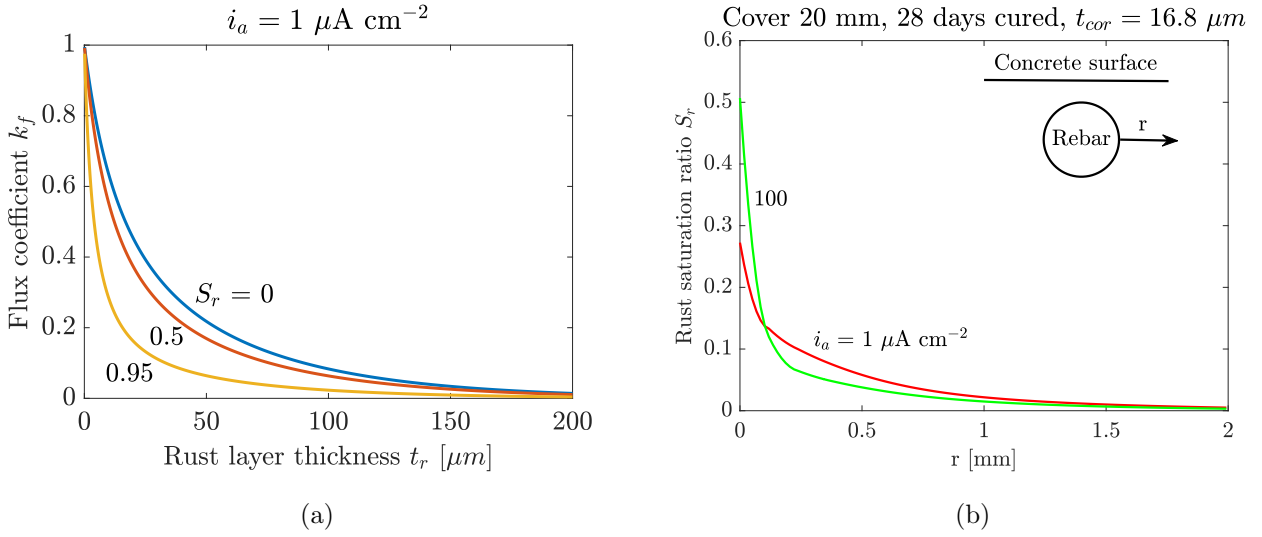 i_a = 1 μA cm⁻²
1
0.8
0.6
0.4
0.2
0
Flux coefficient k_f
S_r = 0
0.5
0.95
0 50 100 150 200
Rust layer thickness t_r [μm]
(a)
Cover 20 mm, 28 days cured, t_cor = 16.8 μm
0.6
0.5
0.4
0.3
0.2
0.1
0
Rust saturation ratio S_r
Concrete surface
Rebar
r
100
i_a = 1 μA cm⁻²
0 0.5 1 1.5 2
r [mm]
(b)